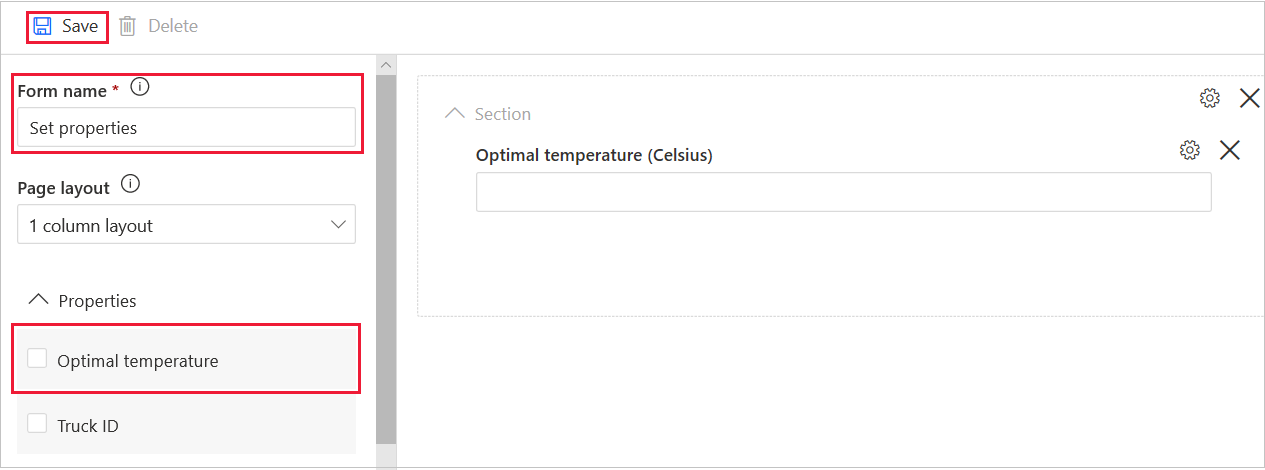 Save Delete
Form name *
Set properties
Page layout
1 column layout
Properties
Optimal temperature
Truck ID
Section
Optimal temperature (Celsius)